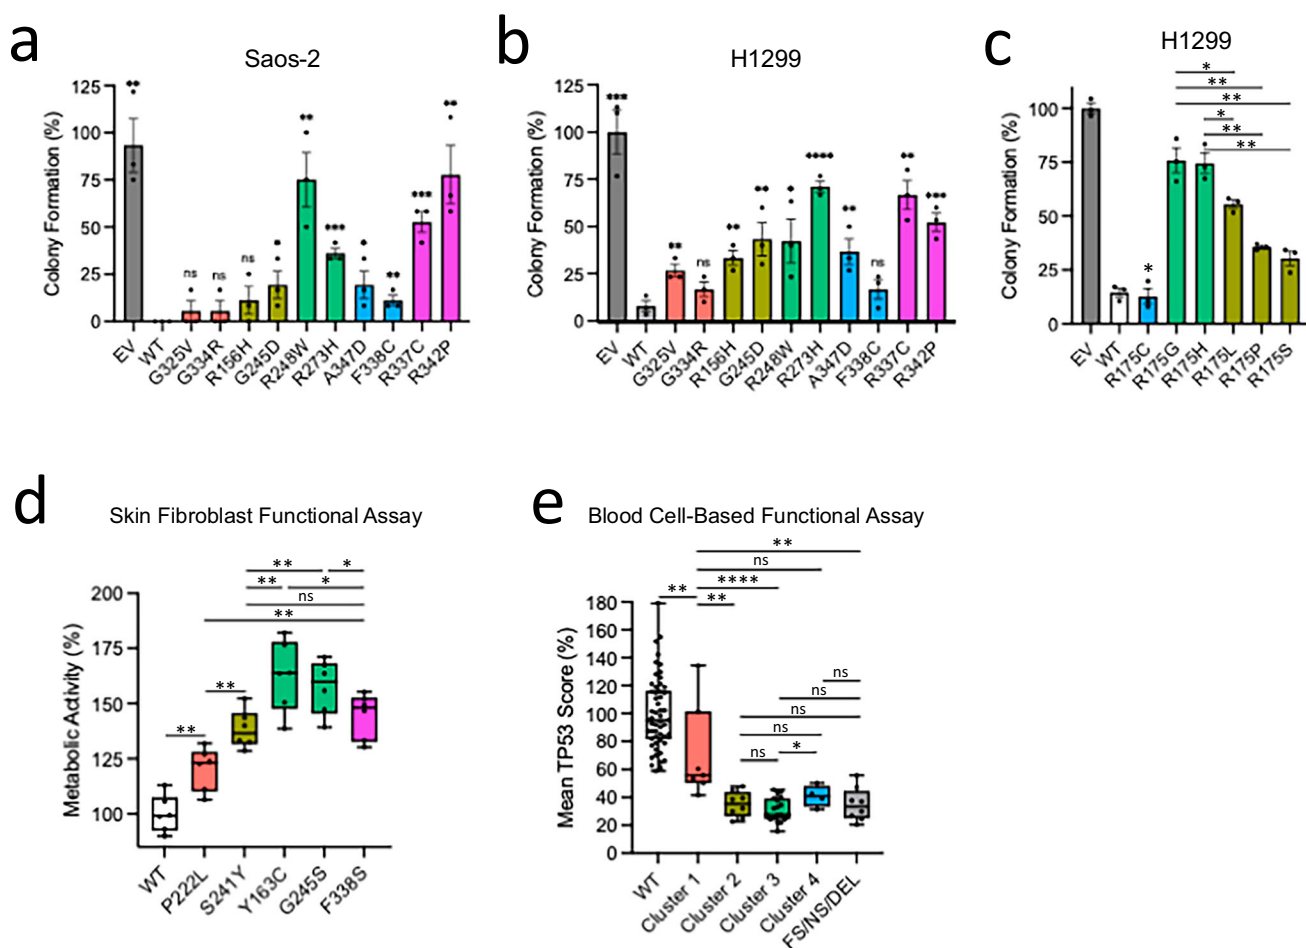 a
Saos-2
Colony Formation (%)
125
100
75
50
25
0
**
ns
ns
ns
*
**
***
*
**
***
**
EV
WT
G325V
G334R
R156H
G245D
R248W
R273H
A347D
F338C
R337C
R342P
b
H1299
Colony Formation (%)
125
100
75
50
25
0
***
**
ns
**
**
*
****
**
ns
**
***
EV
WT
G325V
G334R
R156H
G245D
R248W
R273H
A347D
F338C
R337C
R342P
c
H1299
Colony Formation (%)
100
75
50
25
0
*
**
**
*
**
**
*
EV
WT
R175C
R175G
R175H
R175L
R175P
R175S
d
Skin Fibroblast Functional Assay
Metabolic Activity (%)
200
175
150
125
100
** *
** *
ns
**
**
**
WT
P222L
S241Y
Y163C
G245S
F338S
e
Blood Cell-Based Functional Assay
Mean TP53 Score (%)
180
160
140
120
100
80
60
40
20
0
**
ns
****
** **
ns
ns
ns
ns
ns *
WT
Cluster 1
Cluster 2
Cluster 3
Cluster 4
FS/NS/DEL